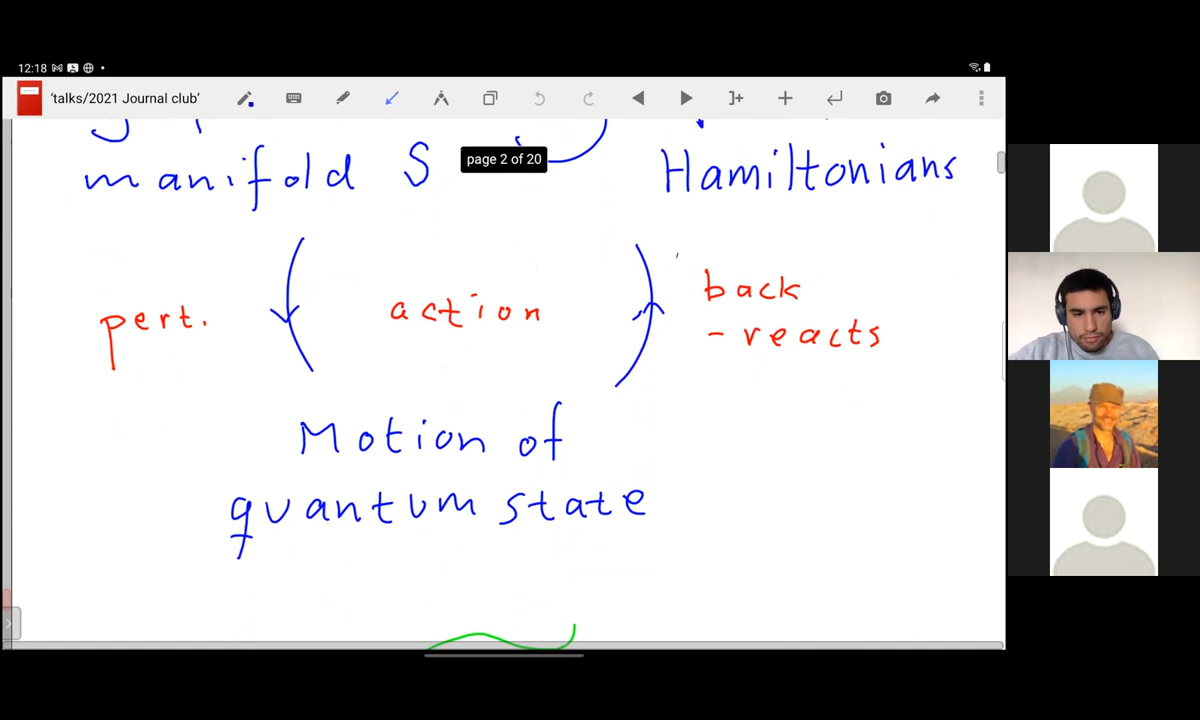 12:18
'talks/2021 Journal club'
page 2 of 20
manifold S
Hamiltonians
pert.
action
back
- reacts
Motion of
quantum state